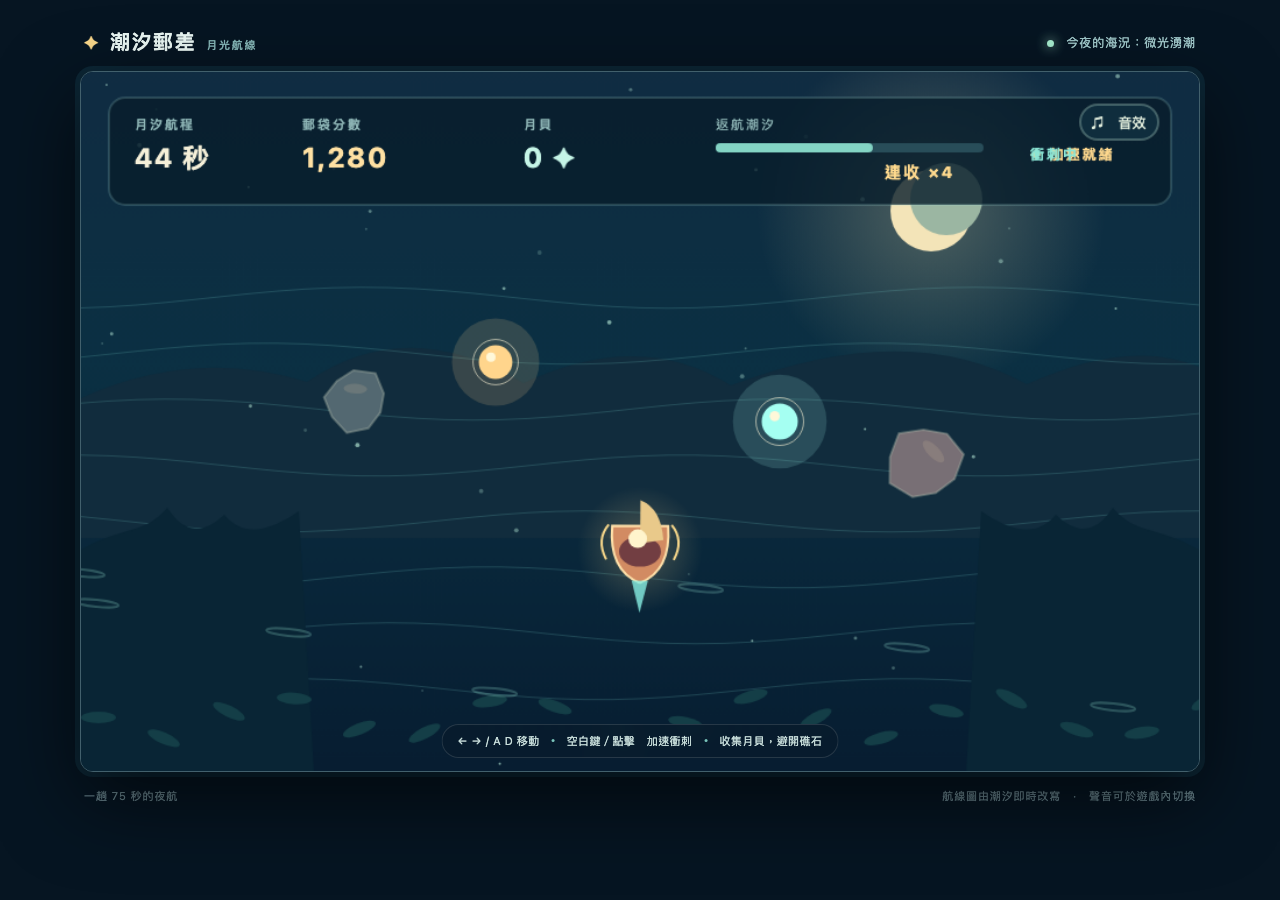 潮汐郵差 月光航線
今夜的海況：微光湧潮
月汐航程
44 秒
郵袋分數
1,280
月貝
0
返航潮汐
連收 ×4
音效
← → / A D 移動 • 空白鍵 / 點擊 加速衝刺 • 收集月貝，避開礁石
一趟 75 秒的夜航
航線圖由潮汐即時改寫 · 聲音可於遊戲內切換